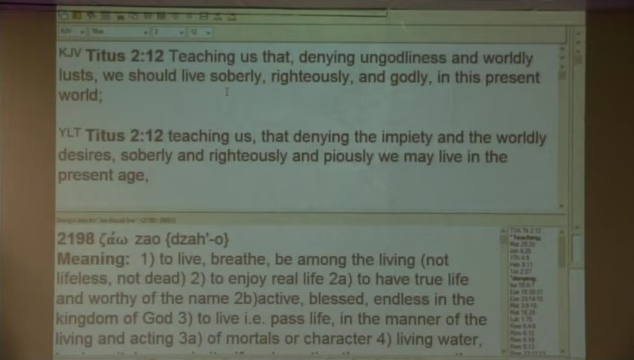 KJV Titus 2:12 Teaching us that, denying ungodliness and worldly
lusts, we should live soberly, righteously, and godly, in this present
world;
YLT Titus 2:12 teaching us, that denying the impiety and the worldly
desires, soberly and righteously and piously we may live in the
present age,
2198 ζάω zao {dzah'-o}
Meaning: 1) to live, breathe, be among the living (not
lifeless, not dead) 2) to enjoy real life 2a) to have true life
and worthy of the name 2b)active, blessed, endless in the
kingdom of God 3) to live i.e. pass life, in the manner of the
living and acting 3a) of mortals or character 4) living water,